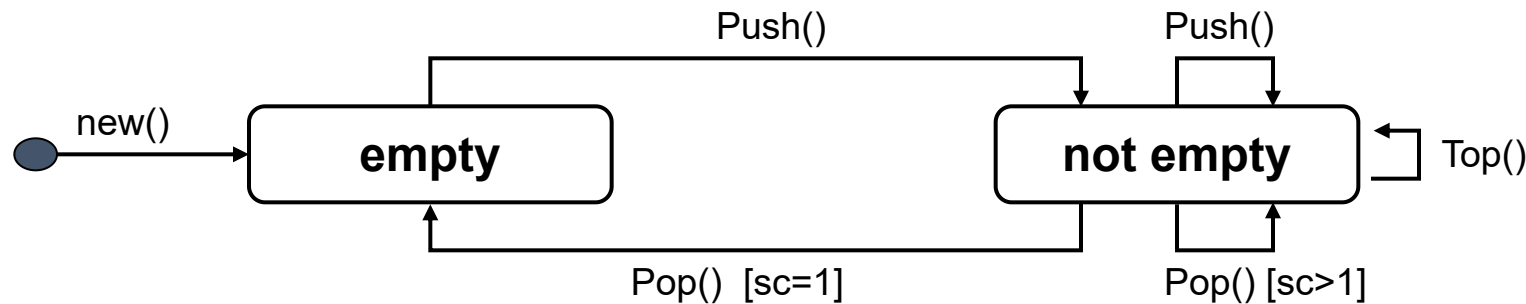 Push()
Push()
new()
empty
not empty
Top()
Pop()  [sc=1]
Pop() [sc>1]